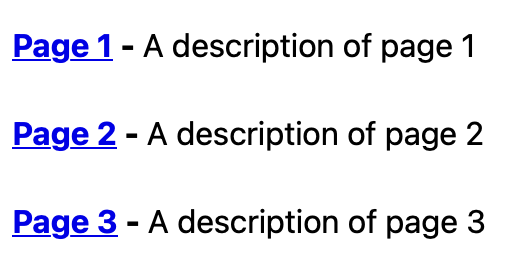 Page 1 - A description of page 1
Page 2 - A description of page 2
Page 3 - A description of page 3